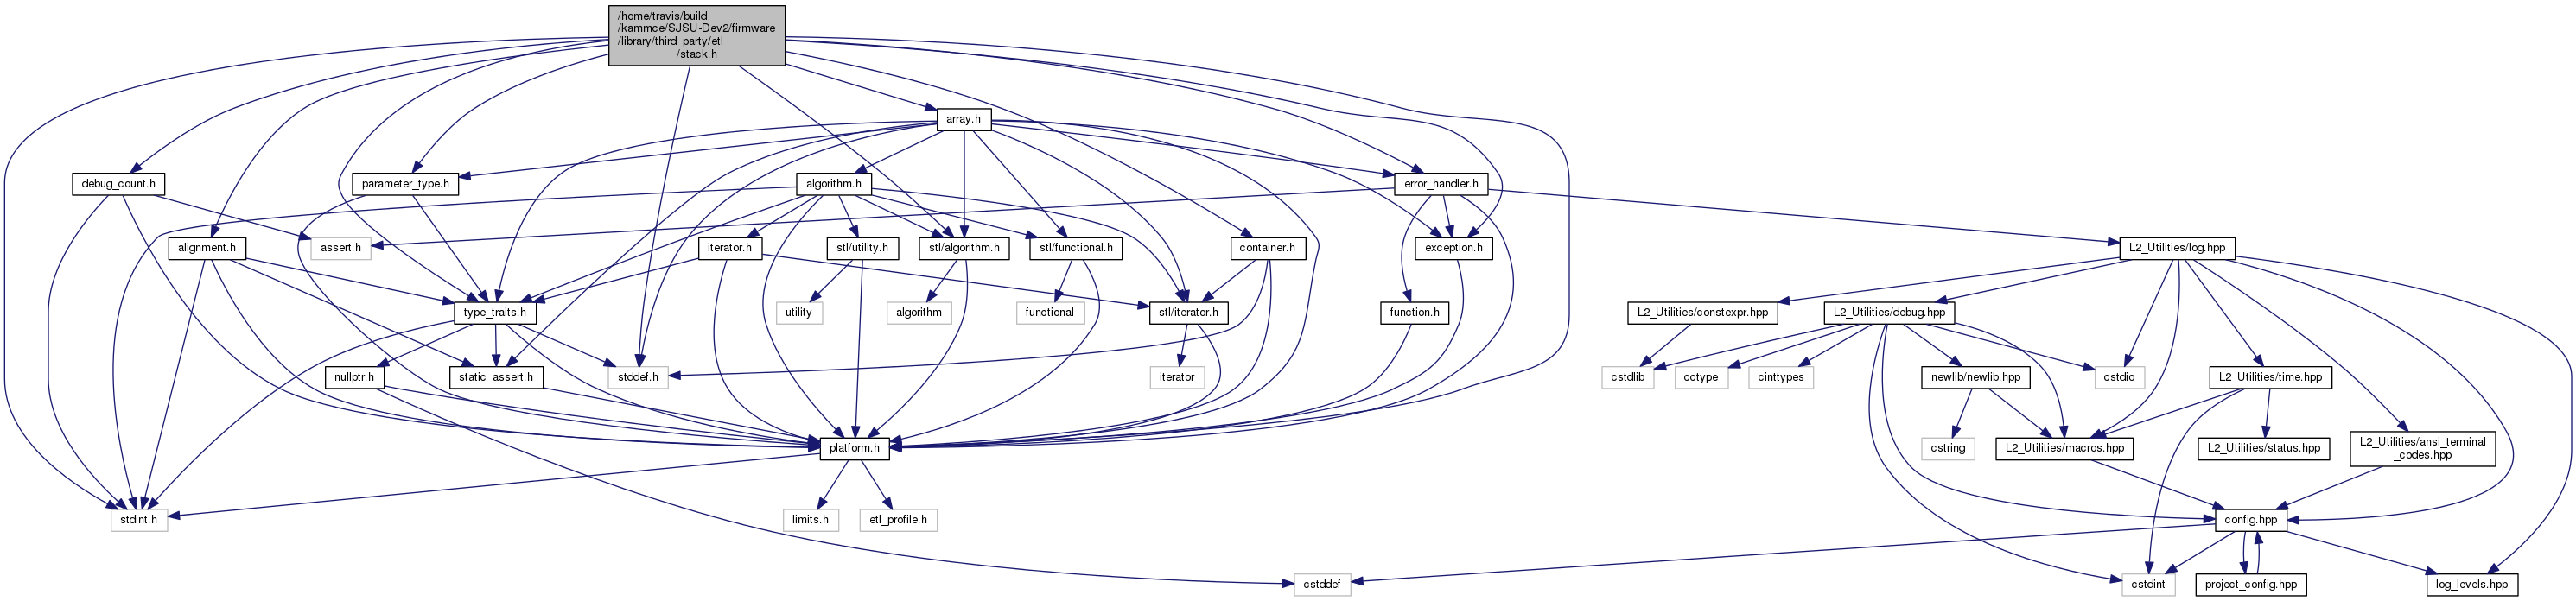 /home/travis/build
/kammce/SJSU-Dev2/firmware
/library/third_party/etl
/stack.h
array.h
debug_count.h
parameter_type.h
algorithm.h
error_handler.h
alignment.h
assert.h
iterator.h
stl/utility.h
stl/algorithm.h
stl/functional.h
container.h
exception.h
L2_Utilities/log.hpp
type_traits.h
utility
algorithm
functional
stl/iterator.h
function.h
L2_Utilities/constexpr.hpp
L2_Utilities/debug.hpp
nullptr.h
static_assert.h
stddef.h
iterator
cstdlib
cctype
cinttypes
newlib/newlib.hpp
cstdio
L2_Utilities/time.hpp
platform.h
cstring
L2_Utilities/macros.hpp
L2_Utilities/status.hpp
L2_Utilities/ansi_terminal
_codes.hpp
stdint.h
limits.h
etl_profile.h
config.hpp
cstddef
cstdint
project_config.hpp
log_levels.hpp